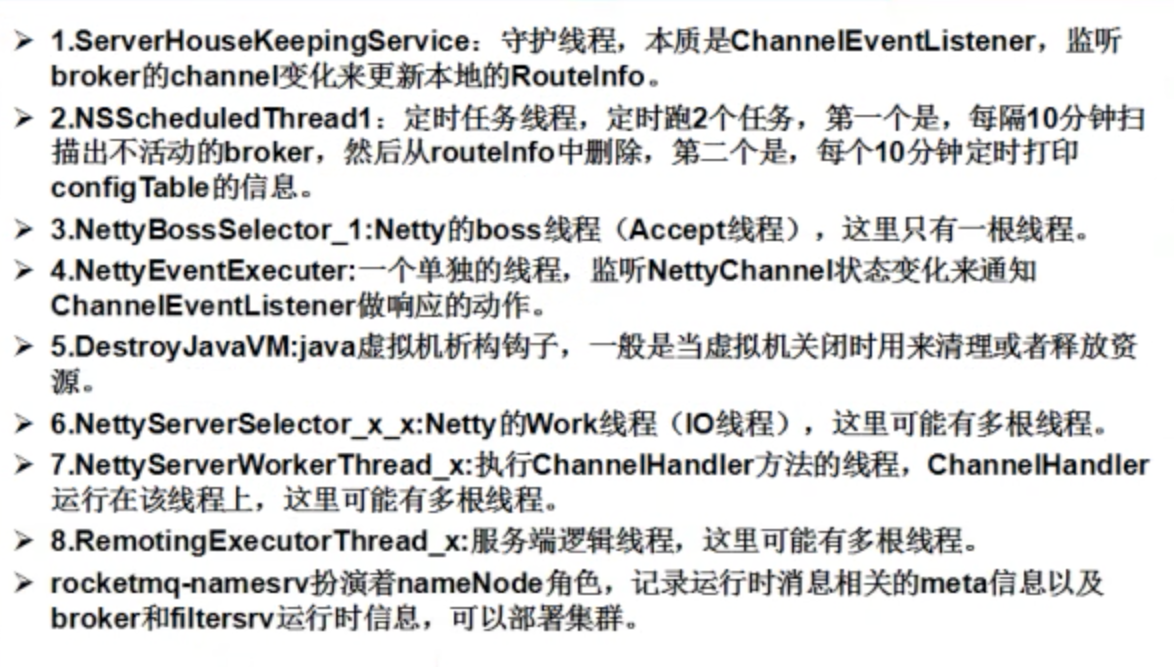 ➢ 1.ServerHouseKeepingService：守护线程，本质是ChannelEventListener，监听
broker的channel变化来更新本地的RouteInfo。
➢ 2.NSScheduledThread1：定时任务线程，定时跑2个任务，第一个是，每隔10分钟扫
描出不活动的broker，然后从routeInfo中删除，第二个是，每个10分钟定时打印
configTable的信息。
➢ 3.NettyBossSelector_1:Netty的boss线程（Accept线程），这里只有一根线程。
➢ 4.NettyEventExecuter:一个单独的线程，监听NettyChannel状态变化来通知
ChannelEventListener做响应的动作。
➢ 5.DestroyJavaVM:java虚拟机析构钩子，一般是当虚拟机关闭时用来清理或者释放资
源。
➢ 6.NettyServerSelector_x_x:Netty的Work线程（IO线程），这里可能有多根线程。
➢ 7.NettyServerWorkerThread_x:执行ChannelHandler方法的线程，ChannelHandler
运行在该线程上，这里可能有多根线程。
➢ 8.RemotingExecutorThread_x:服务端逻辑线程，这里可能有多根线程。
➢ rocketmq-namesrv扮演着nameNode角色，记录运行时消息相关的meta信息以及
broker和filtersrv运行时信息，可以部署集群。